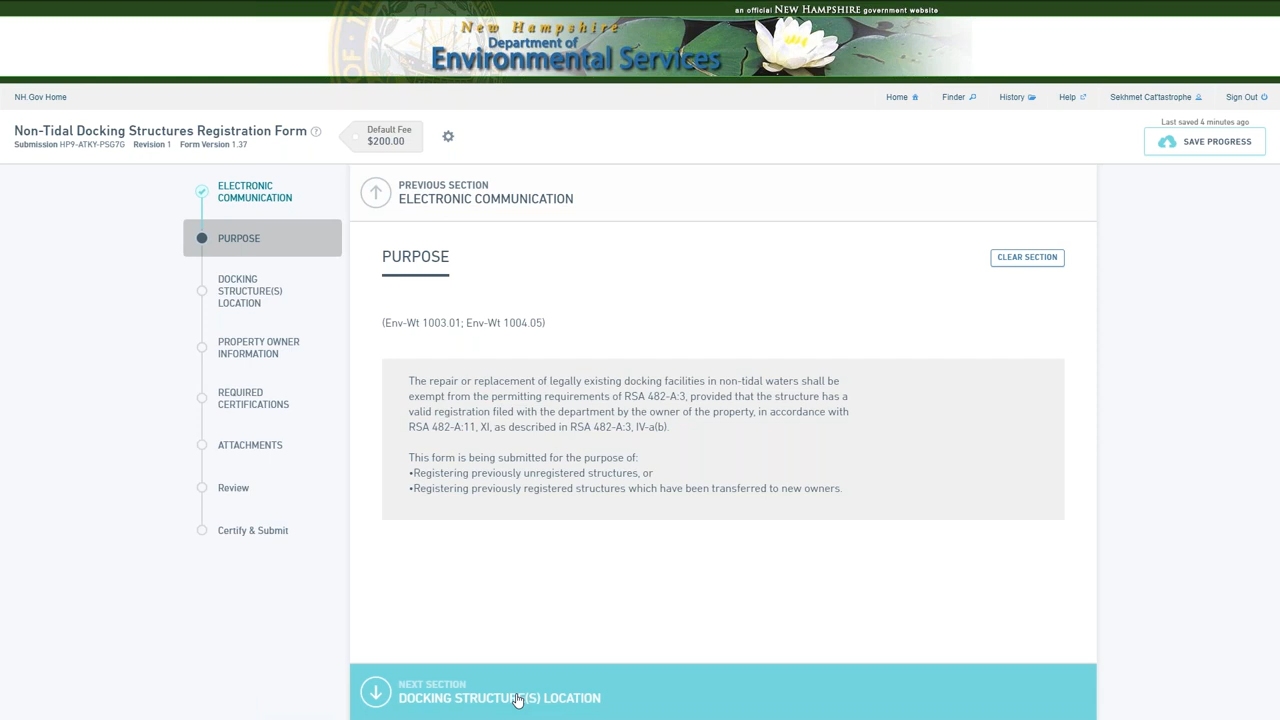 an official NEW HAMPSHIRE government website
New Hampshire
Department of
Environmental Services
NH.Gov Home
Home
Finder
History
Help
Sekhmet Cat'tastrophe
Sign Out
Non-Tidal Docking Structures Registration Form
Submission HP9-ATKY-PSG7G Revision 1 Form Version 1.37
Default Fee
$200.00
Last saved 4 minutes ago
SAVE PROGRESS
ELECTRONIC
COMMUNICATION
PURPOSE
DOCKING
STRUCTURE(S)
LOCATION
PROPERTY OWNER
INFORMATION
REQUIRED
CERTIFICATIONS
ATTACHMENTS
Review
Certify & Submit
PREVIOUS SECTION
ELECTRONIC COMMUNICATION
PURPOSE
CLEAR SECTION
(Env-Wt 1003.01; Env-Wt 1004.05)
The repair or replacement of legally existing docking facilities in non-tidal waters shall be
exempt from the permitting requirements of RSA 482-A:3, provided that the structure has a
valid registration filed with the department by the owner of the property, in accordance with
RSA 482-A:11, XI, as described in RSA 482-A:3, IV-a(b).
This form is being submitted for the purpose of:
•Registering previously unregistered structures, or
•Registering previously registered structures which have been transferred to new owners.
NEXT SECTION
DOCKING STRUCTURE(S) LOCATION